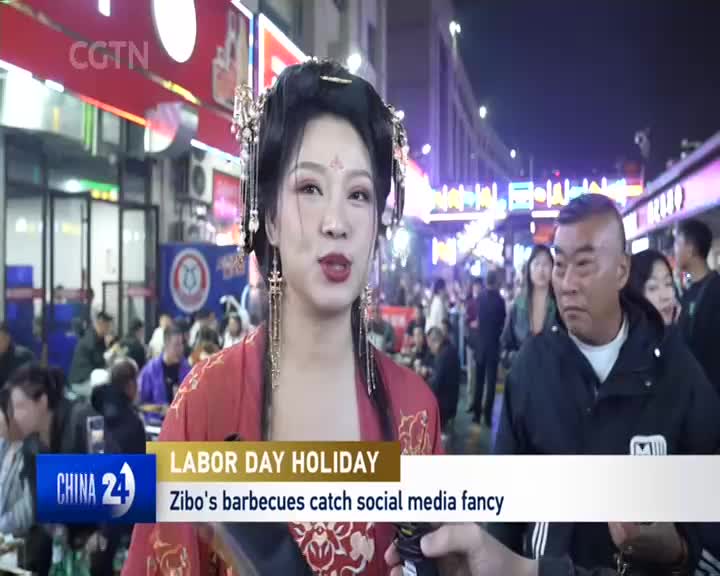 CGTN
LABOR DAY HOLIDAY
CHINA 24
Zibo's barbecues catch social media fancy